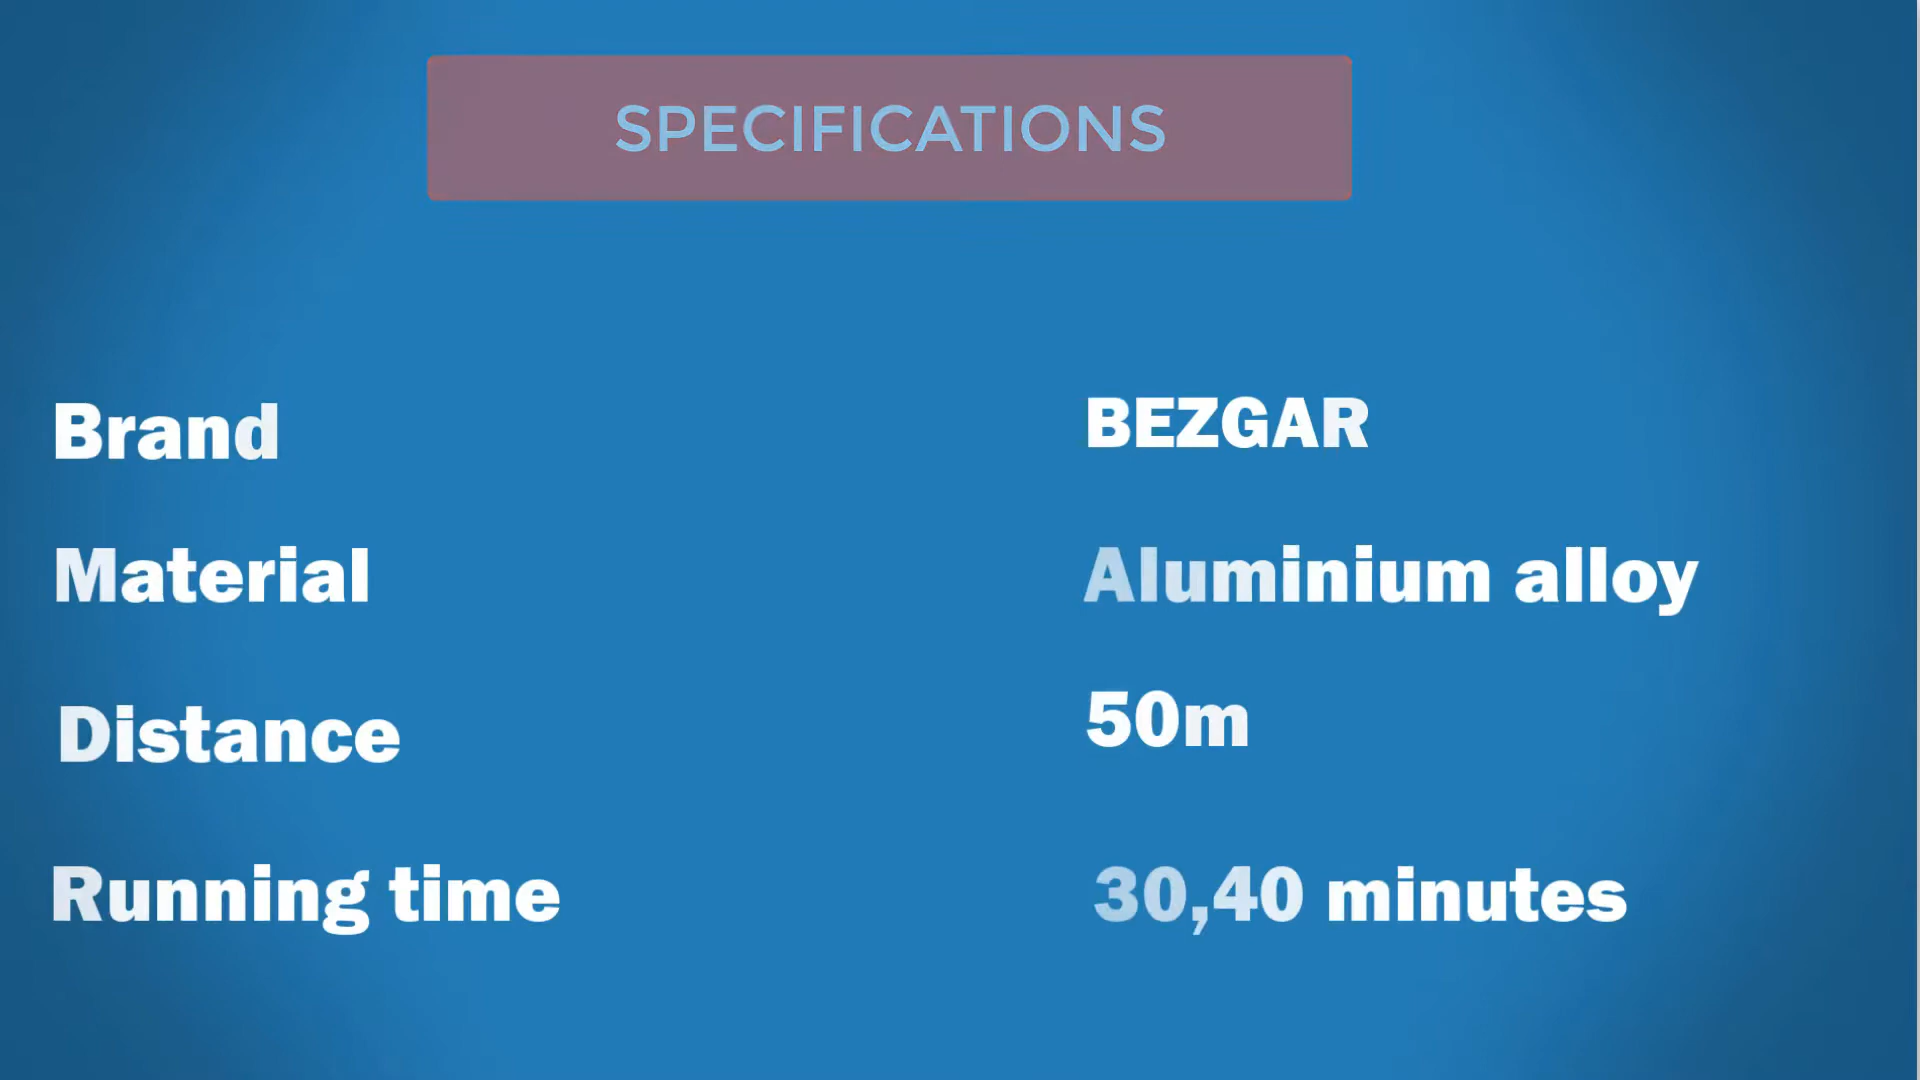 SPECIFICATIONS
Brand BEZGAR
Material Aluminium alloy
Distance 50m
Running time 30,40 minutes